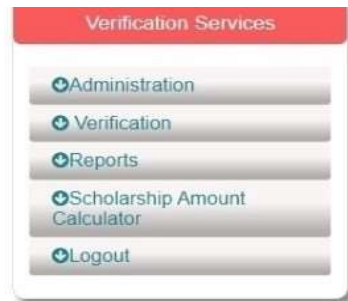 Verification Services
Administration
Verification
Reports
Scholarship Amount
Calculator
Logout